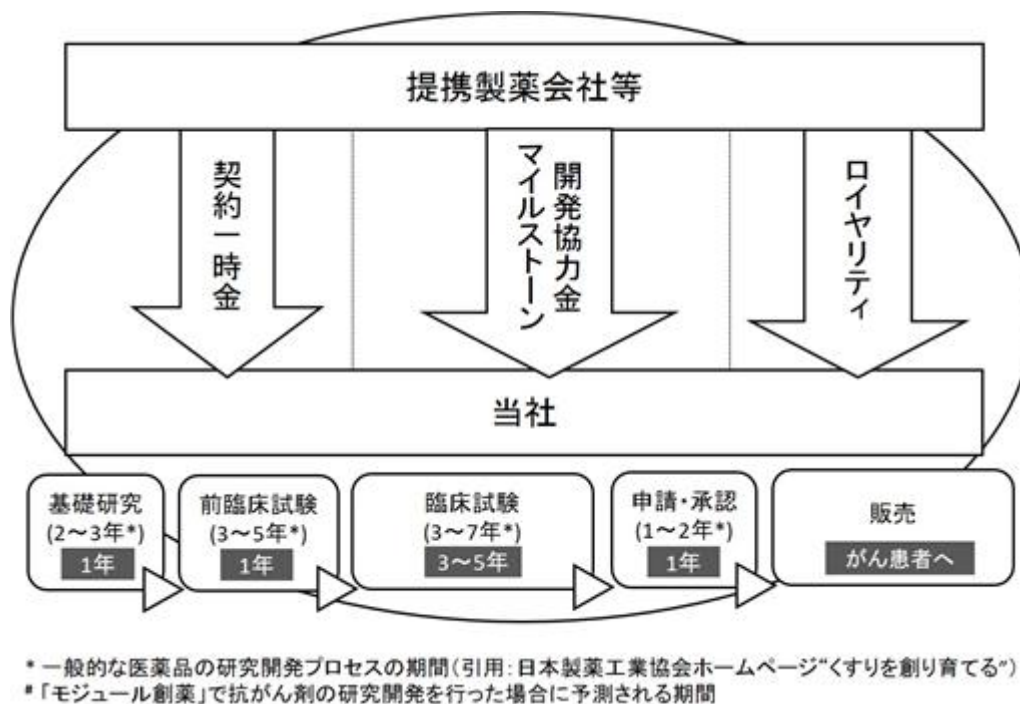 提携製薬会社等
契約一時金
開発協力金
マイルストーン
ロイヤリティ
当社
基礎研究
(2～3年*)
1年
前臨床試験
(3～5年*)
1年
臨床試験
(3～7年*)
3～5年
申請・承認
(1～2年*)
1年
販売
がん患者へ
* 一般的な医薬品の研究開発プロセスの期間(引用:日本製薬工業協会ホームページ“くすりを創り育てる”)
# 「モジュール創薬」で抗がん剤の研究開発を行った場合に予測される期間